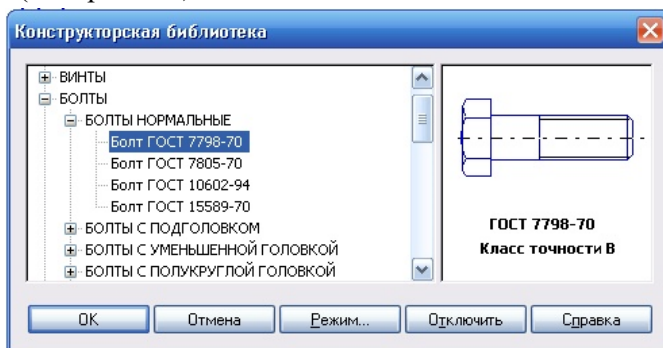 Конструкторская библиотека
ВИНТЫ
БОЛТЫ
БОЛТЫ НОРМАЛЬНЫЕ
Болт ГОСТ 7798-70
Болт ГОСТ 7805-70
Болт ГОСТ 10602-94
Болт ГОСТ 15589-70
БОЛТЫ С ПОДГОЛОВКОМ
БОЛТЫ С УМЕНЬШЕННОЙ ГОЛОВКОЙ
БОЛТЫ С ПОЛУКРУГЛОЙ ГОЛОВКОЙ
ГОСТ 7798-70
Класс точности В
ОК
Отмена
Режим...
Отключить
Справка